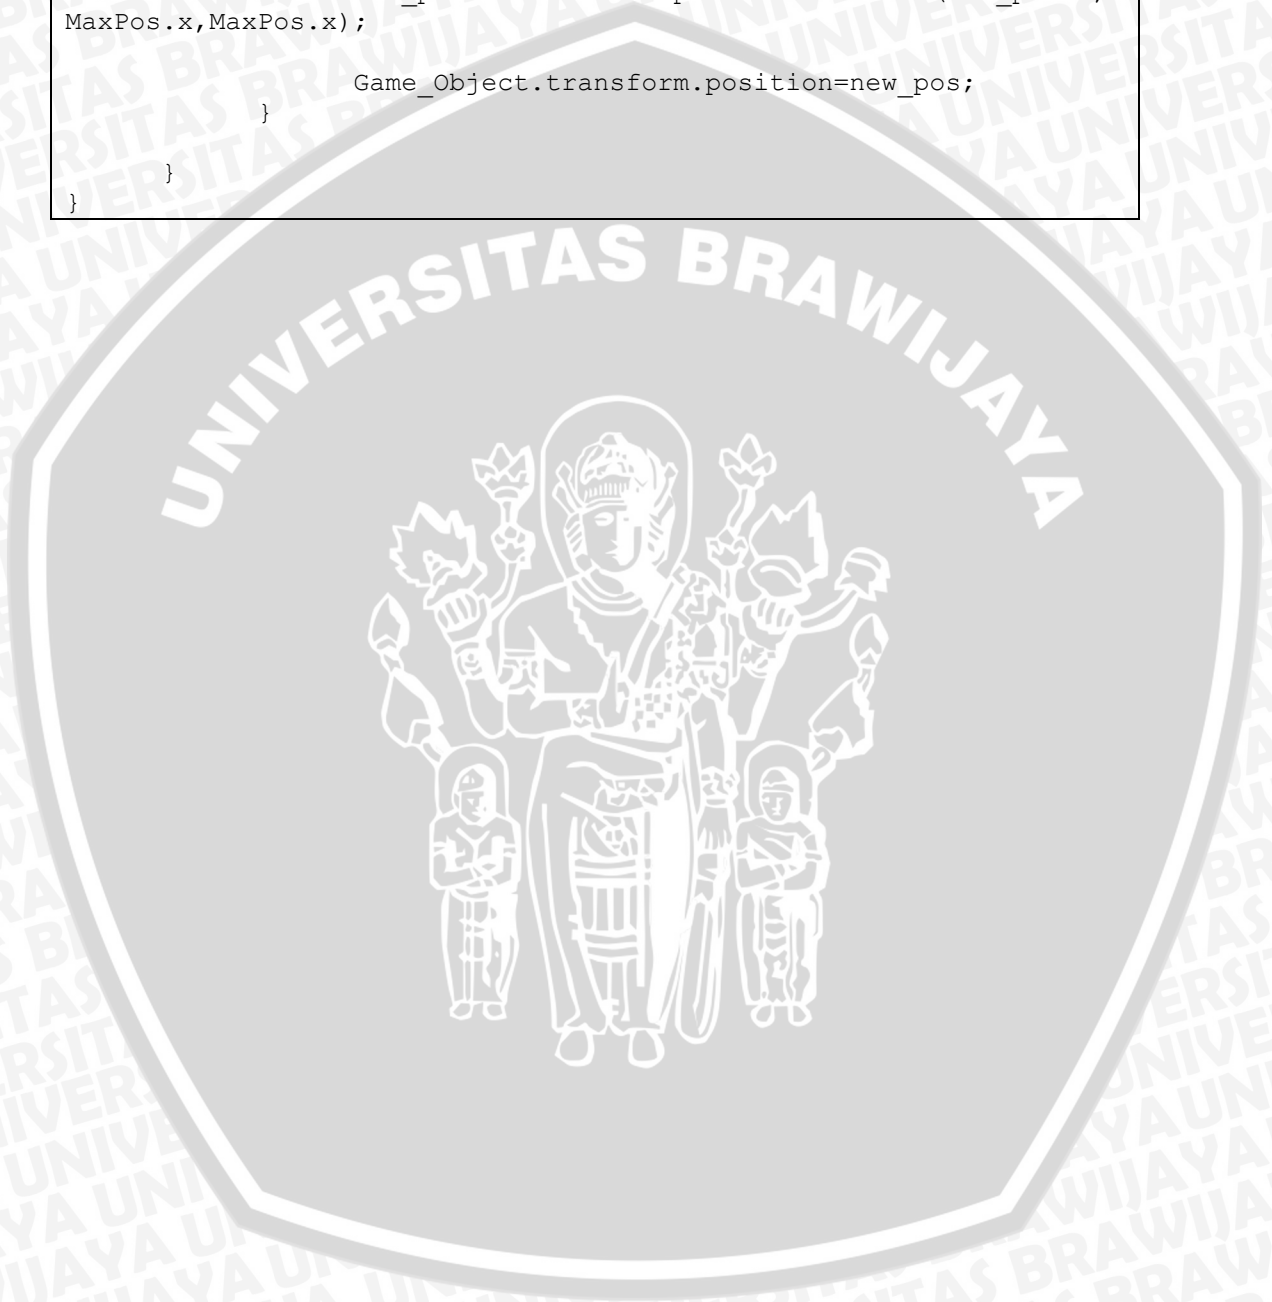 MaxPos.x,MaxPos.x);
Game_Object.transform.position=new_pos;
}
}
}
UNIVERSITAS BRAWIJAYA